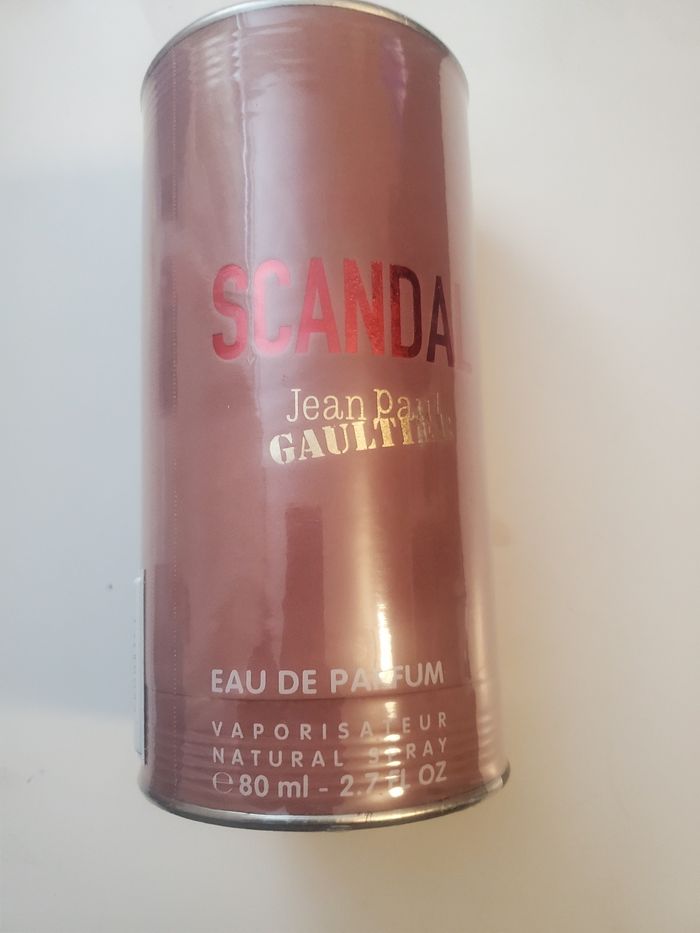 SCANDAL
Jean Paul
GAULTIER
EAU DE PARFUM
VAPORISATEUR
NATURAL SPRAY
℮80 ml - 2.7 FL OZ